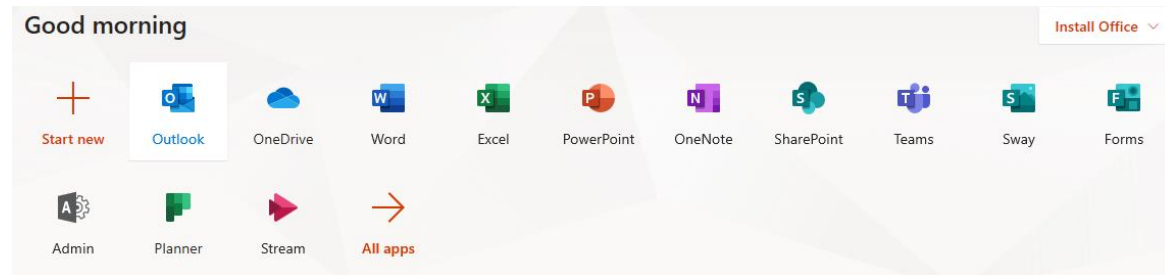 Good morning
Install Office
Start new Outlook OneDrive Word Excel PowerPoint OneNote SharePoint Teams Sway Forms
Admin Planner Stream All apps